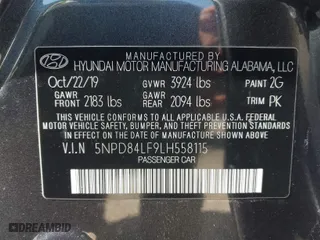 MANUFACTURED BY
HYUNDAI MOTOR MANUFACTURING ALABAMA, LLC
Oct/22/19 GVWR 3924 lbs PAINT 2G
GAWR FRONT 2183 lbs GAWR REAR 2094 lbs TRIM PK
THIS VEHICLE CONFORMS TO ALL APPLICABLE
FEDERAL MOTOR VEHICLE SAFETY,
BUMPER, AND THEFT PREVENTION STANDARDS
IN EFFECT ON THE DATE OF
MANUFACTURE SHOWN ABOVE.
V.I.N 5NPD84LF9LH558115
PASSENGER CAR
DREAMBID